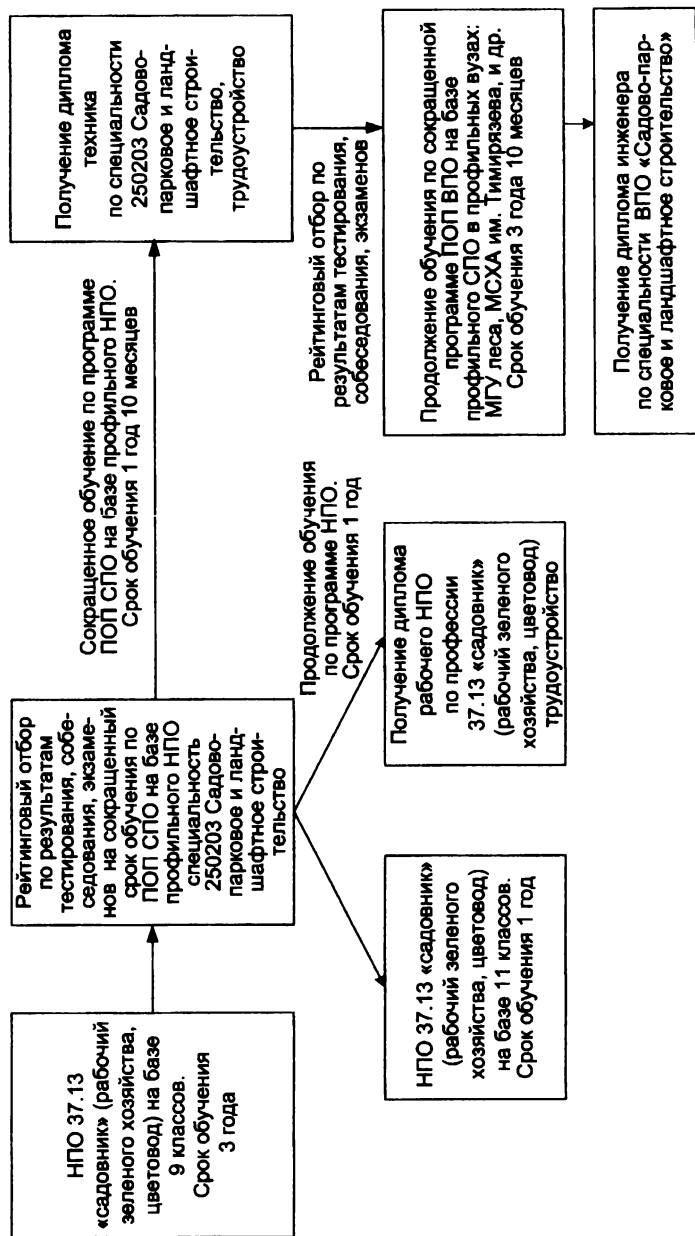 НПО 37.13
«садовник» (рабочий
зеленого хозяйства,
цветовод) на базе
9 классов.
Срок обучения
3 года
Рейтинговый отбор
по результатам
тестирования, собе-
седования, экзаме-
нов на сокращенный
срок обучения по
ПОП СПО на базе
профильного НПО
специальность
250203 Садово-
парковое и ланд-
шафтное строи-
тельство
Сокращенное обучение по программе
ПОП СПО на базе профильного НПО.
Срок обучения 1 год 10 месяцев
Получение диплома
техника
по специальности
250203 Садово-
парковое и ланд-
шафтное строи-
тельство,
трудоустройство
НПО 37.13 «садовник»
(рабочий зеленого
хозяйства, цветовод)
на базе 11 классов.
Срок обучения 1 год
Продолжение обучения
по программе НПО.
Срок обучения 1 год
Получение диплома
рабочего НПО
по профессии
37.13 «садовник»
(рабочий зеленого
хозяйства, цветовод)
трудоустройство
Рейтинговый отбор по
результатам тестирования,
собеседования, экзаменов
Продолжение обучения
по сокращенной
программе ПОП ВПО на базе
профильного СПО в профильных вузах:
МГУ леса, МСХА им. Тимирязева, и др.
Срок обучения 3 года 10 месяцев
Получение диплома инженера
по специальности ВПО «Садово-пар-
ковое и ландшафтное строительство»